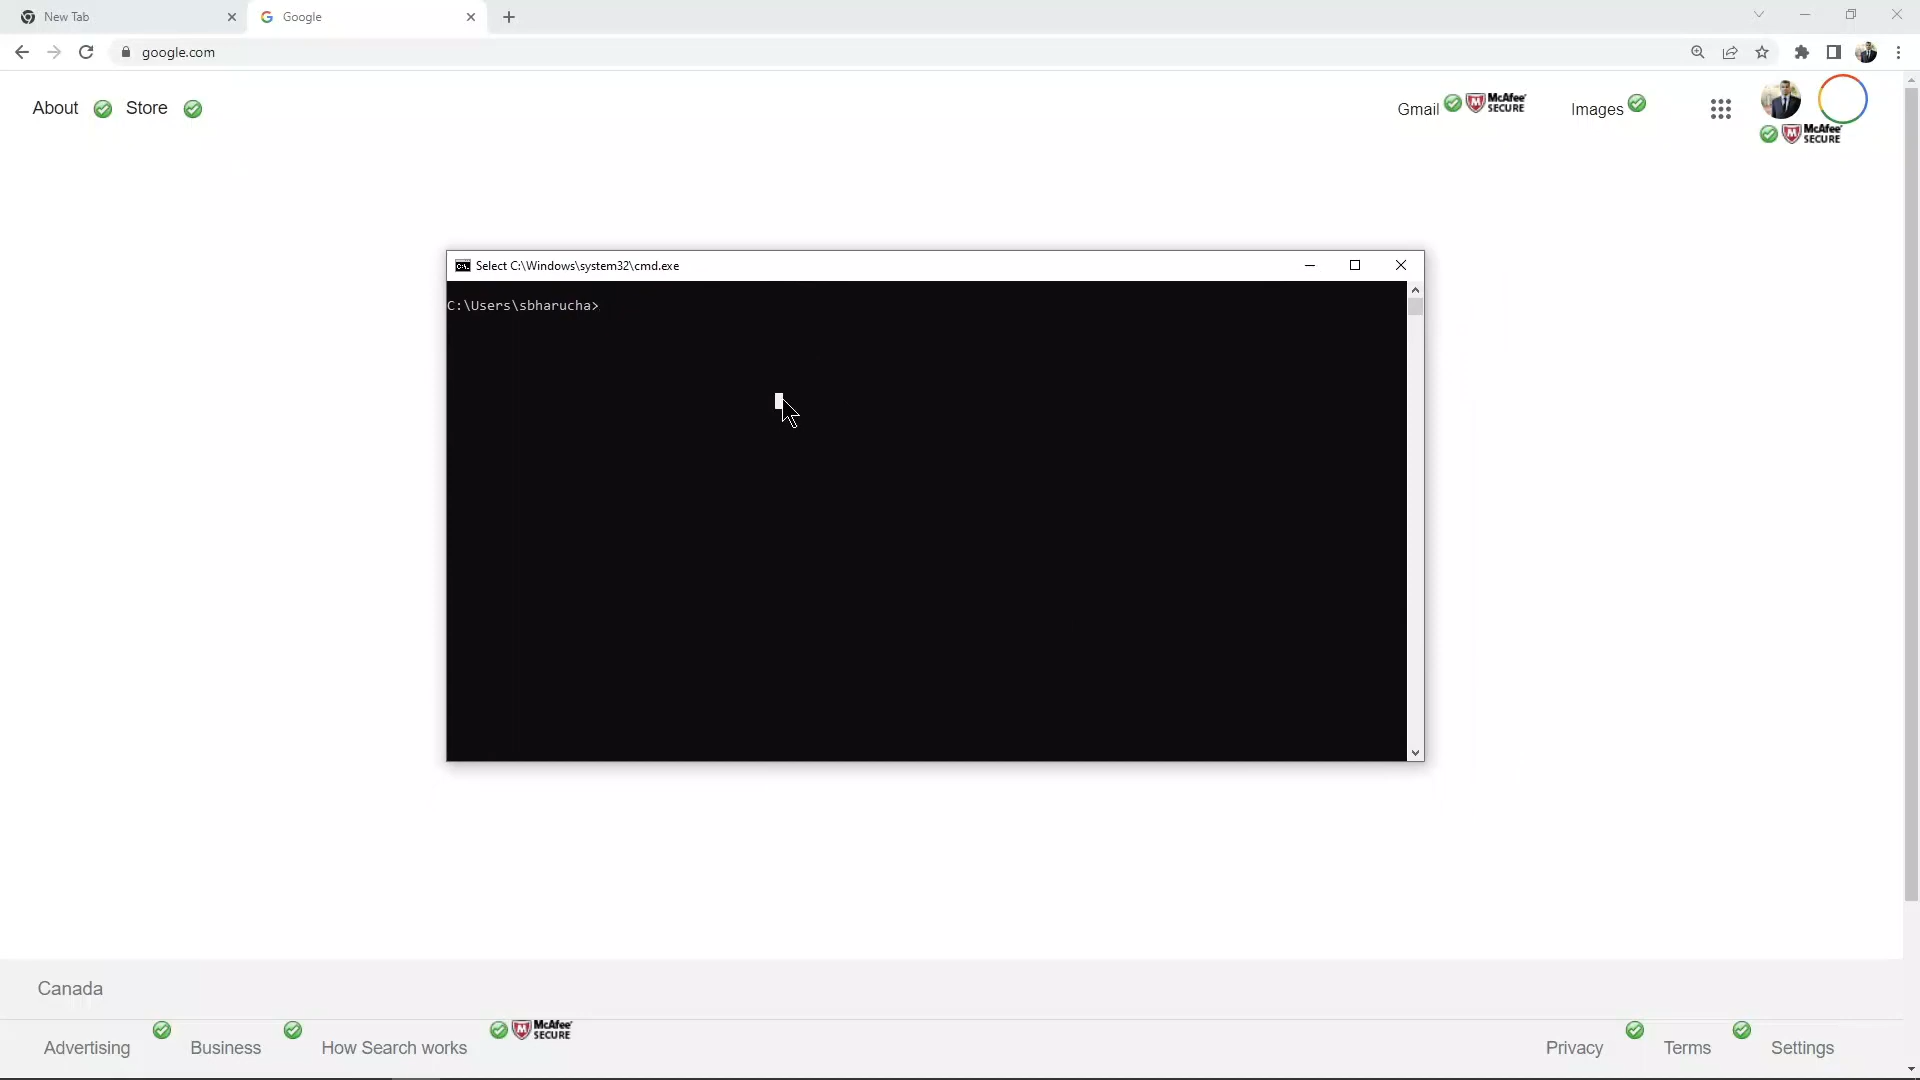 New Tab
Google
google.com
About Store
Gmail McAfee SECURE Images
McAfee SECURE
Select C:\Windows\system32\cmd.exe
C:\Users\sbharucha>
Canada
McAfee SECURE
Advertising Business How Search works Privacy Terms Settings